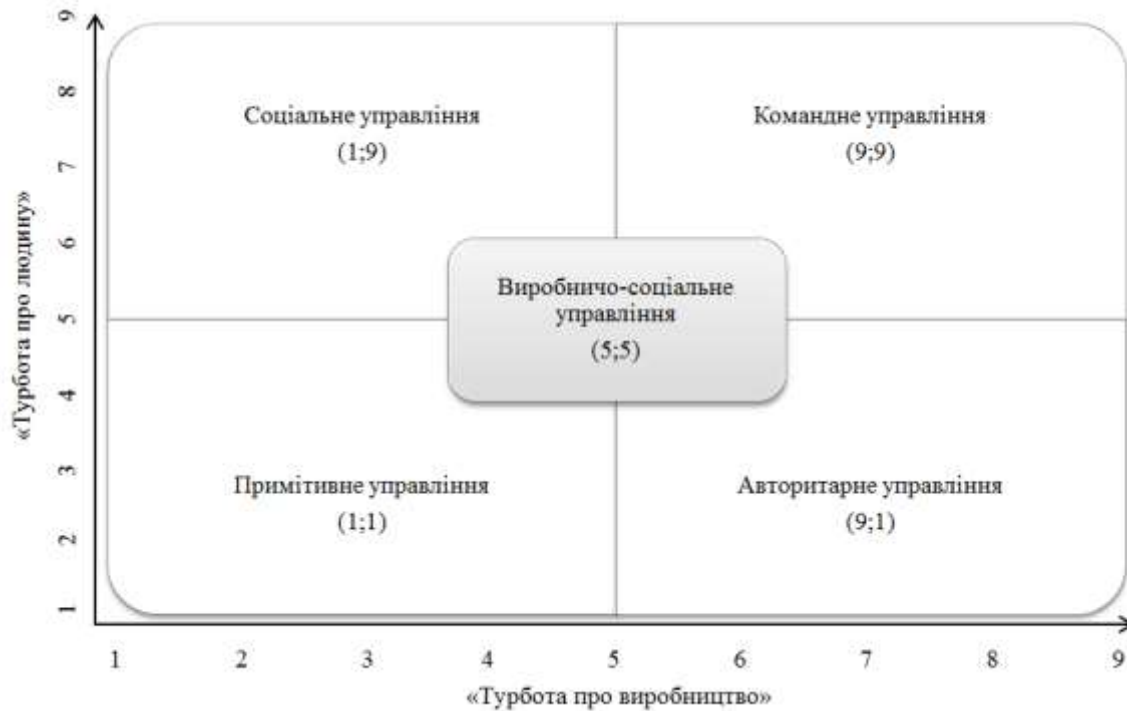 9
8
7
6
5
4
3
2
1
«Турбота про людину»
Соціальне управління
(1;9)
Командне управління
(9;9)
Виробничо-соціальне
управління
(5;5)
Примітивне управління
(1;1)
Авторитарне управління
(9;1)
1 2 3 4 5 6 7 8 9
«Турбота про виробництво»